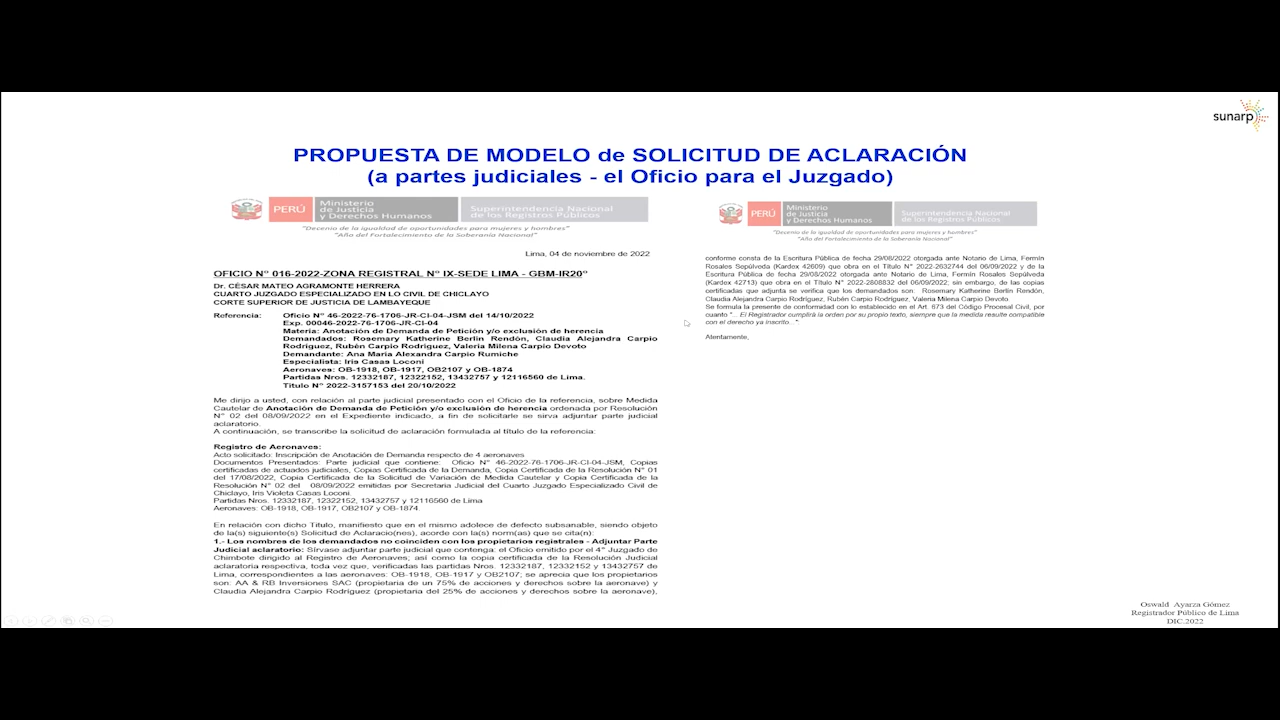 sunarp
PROPUESTA DE MODELO de SOLICITUD DE ACLARACIÓN
(a partes judiciales - el Oficio para el Juzgado)
PERÚ
Ministerio
de Justicia
y Derechos Humanos
Superintendencia Nacional
de los Registros Públicos
"Decenio de la igualdad de oportunidades para mujeres y hombres"
"Año del Fortalecimiento de la Soberanía Nacional"
Lima, 04 de noviembre de 2022
OFICIO N° 016-2022-ZONA REGISTRAL N° IX-SEDE LIMA - GBM-IR20"
Dr. CÉSAR MATEO AGRAMONTE HERRERA
CUARTO JUZGADO ESPECIALIZADO EN LO CIVIL DE CHICLAYO
CORTE SUPERIOR DE JUSTICIA DE LAMBAYEQUE
Referencia: Oficio N° 46-2022-76-1706-JR-CI-04-JSM del 14/10/2022
Exp. 00046-2022-76-1706-JR-CI-04
Materia: Anotación de Demanda de Petición y/o exclusión de herencia
Demandados: Rosemary Katherine Berlin Rendón, Claudia Alejandra Carpio
Rodríguez, Rubén Carpio Rodríguez, Valeria Milena Carpio Devoto
Demandante: Ana María Alexandra Carpio Rumiche
Especialista: Iris Casas Loconi
Aeronaves: OB-1918, OB-1917, OB2107 y OB-1874
Partidas Nros. 12332187, 12322152, 13432757 y 12116560 de Lima.
Titulo N° 2022-3157153 del 20/10/2022
Me dirijo a usted, con relación al parte judicial presentado con el Oficio de la referencia, sobre Medida
Cautelar de Anotación de Demanda de Petición y/o exclusión de herencia ordenada por Resolución
N° 02 del 08/09/2022 en el Expediente indicado, a fin de solicitarle se sirva adjuntar parte judicial
aclaratorio.
A continuación, se transcribe la solicitud de aclaración formulada al título de la referencia:
Registro de Aeronaves:
Acto solicitado: Inscripción de Anotación de Demanda respecto de 4 aeronaves
Documentos Presentados: Parte judicial que contiene: Oficio N° 46-2022-76-1706-JR-CI-04-JSM, Copias
certificadas de actuados judiciales, Copias Certificada de la Demanda, Copia Certificada de la Resolución N° 01
del 17/08/2022, Copia Certificada de la Solicitud de Variación de Medida Cautelar y Copia Certificada de la
Resolución N° 02 del 08/09/2022 emitidas por Secretaria Judicial del Cuarto Juzgado Especializado Civil de
Chiclayo, Iris Violeta Casas Loconi.
Partidas Nros. 12332187, 12322152, 13432757 y 12116560 de Lima
Aeronaves: OB-1918, OB-1917, OB2107 y OB-1874.
En relación con dicho Titulo, manifiesto que en el mismo adolece de defecto subsanable, siendo objeto
de la(s) siguiente(s) Solicitud de Aclaracio(nes), acorde con la(s) norm(as) que se cita(n):
1.- Los nombres de los demandados no coinciden con los propietarios registrales - Adjuntar Parte
Judicial aclaratorio: Sírvase adjuntar parte judicial que contenga: el Oficio emitido por el 4° Juzgado de
Chimbote dirigido al Registro de Aeronaves; así como la copia certificada de la Resolución Judicial
aclaratoria respectiva, toda vez que, verificadas las partidas Nros. 12332187, 12332152 y 13432757 de
Lima, correspondientes a las aeronaves: OB-1918, OB-1917 y OB2107; se aprecia que los propietarios
son: AA & RB Inversiones SAC (propietaria de un 75% de acciones y derechos sobre la aeronave) y
Claudia Alejandra Carpio Rodríguez (propietaria del 25% de acciones y derechos sobre la aeronave),
PERÚ
Ministerio
de Justicia
y Derechos Humanos
Superintendencia Nacional
de los Registros Públicos
"Decenio de la igualdad de oportunidades para mujeres y hombres"
"Año del Fortalecimiento de la Soberanía Nacional"
conforme consta de la Escritura Pública de fecha 29/08/2022 otorgada ante Notario de Lima, Fermín
Rosales Sepúlveda (Kardex 42609) que obra en el Título N° 2022-2632744 del 06/09/2022 y de la
Escritura Pública de fecha 29/08/2022 otorgada ante Notario de Lima, Fermín Rosales Sepúlveda
(Kardex 42713) que obra en el Título N° 2022-2808832 del 06/09/2022; sin embargo, de las copias
certificadas que adjunta se verifica que los demandados son: Rosemary Katherine Berlín Rendón,
Claudia Alejandra Carpio Rodríguez, Rubén Carpio Rodríguez, Valeria Milena Carpio Devoto
Se formula la presente de conformidad con lo establecido en el Art. 673 del Código Procesal Civil, por
cuanto "... El Registrador cumplirá la orden por su propio texto, siempre que la medida resulte compatible
con el derecho ya inscrito...":
Atentamente,
Oswald Ayarza Gómez
Registrador Público de Lima
DIC.2022